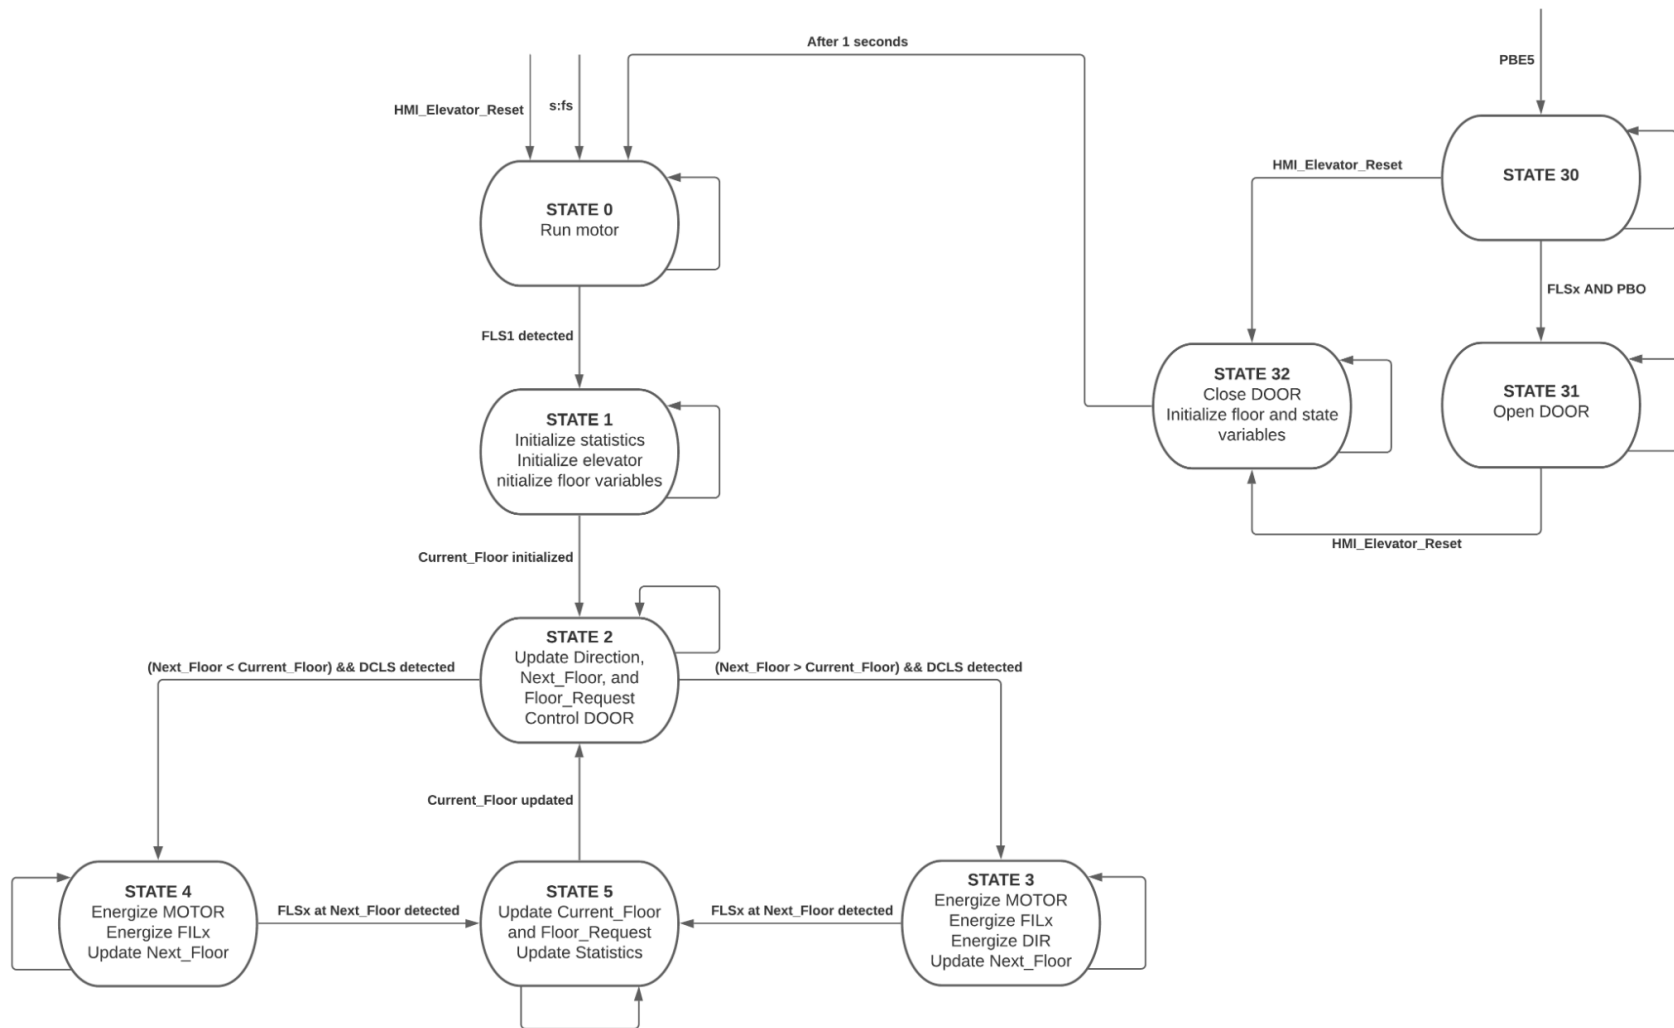 After 1 seconds
PBE5
HMI_Elevator_Reset
s:fs
HMI_Elevator_Reset
STATE 30
STATE 0
Run motor
FLSx AND PBO
FLS1 detected
STATE 32
Close DOOR
Initialize floor and state
variables
STATE 31
Open DOOR
STATE 1
Initialize statistics
Initialize elevator
nitialize floor variables
HMI_Elevator_Reset
Current_Floor initialized
STATE 2
Update Direction,
Next_Floor, and
Floor_Request
Control DOOR
(Next_Floor < Current_Floor) && DCLS detected
(Next_Floor > Current_Floor) && DCLS detected
Current_Floor updated
STATE 4
Energize MOTOR
Energize FILx
Update Next_Floor
FLSx at Next_Floor detected
STATE 5
Update Current_Floor
and Floor_Request
Update Statistics
FLSx at Next_Floor detected
STATE 3
Energize MOTOR
Energize FILx
Energize DIR
Update Next_Floor